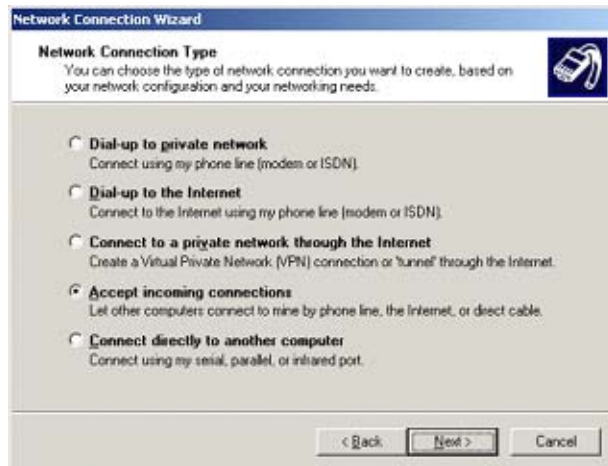 Network Connection Wizard
Network Connection Type
You can choose the type of network connection you want to create, based on
your network configuration and your networking needs.
Dial-up to private network
Connect using my phone line (modem or ISDN).
Dial-up to the Internet
Connect to the Internet using my phone line (modem or ISDN).
Connect to a private network through the Internet
Create a Virtual Private Network (VPN) connection or 'tunnel' through the Internet.
Accept incoming connections
Let other computers connect to mine by phone line, the Internet, or direct cable.
Connect directly to another computer
Connect using my serial, parallel, or infrared port.
< Back Next > Cancel